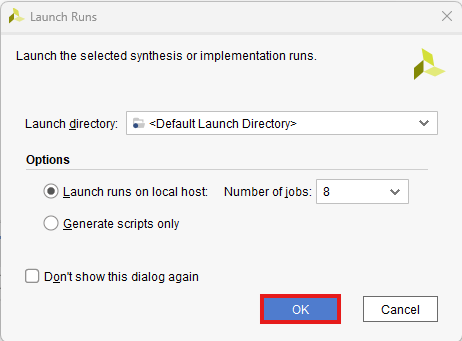 Launch Runs
Launch the selected synthesis or implementation runs.
Launch directory: <Default Launch Directory>
Options
Launch runs on local host: Number of jobs: 8
Generate scripts only
Don't show this dialog again
OK Cancel